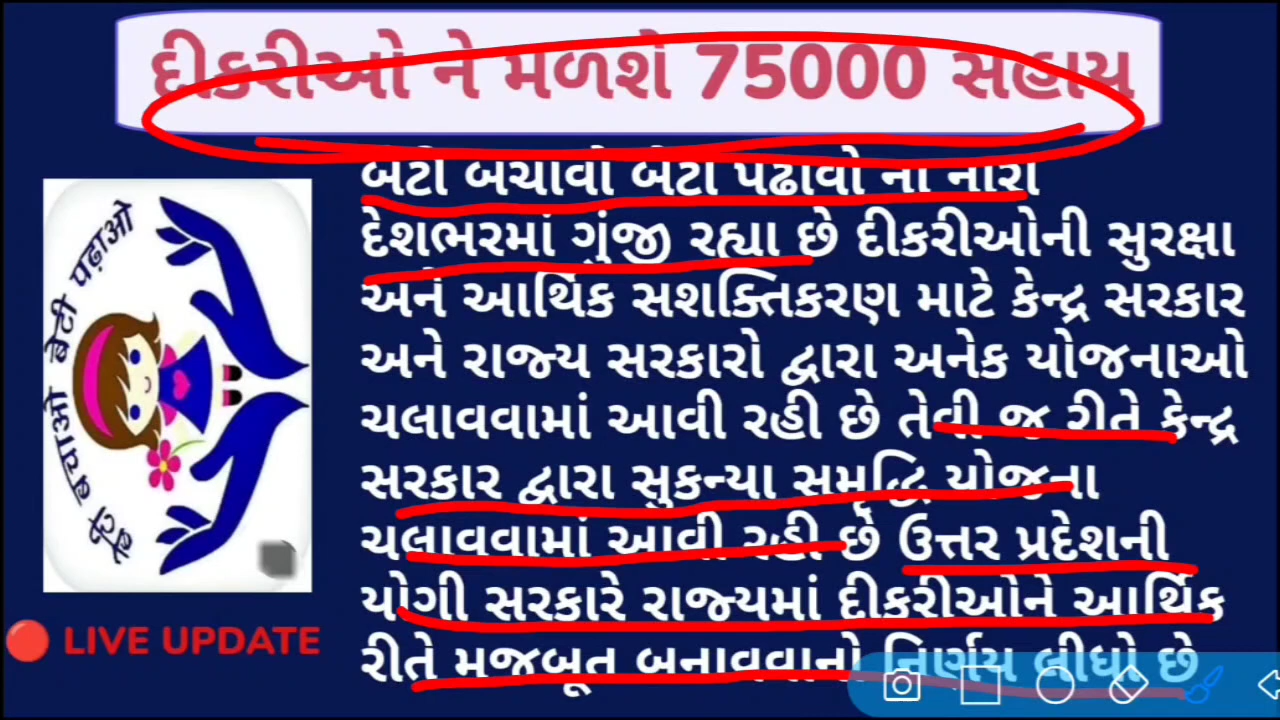 દીકરીઓ ને મળશે 75000 સહાય
બેટી બચાવો બેટી પઢાવો ના નારા
દેશભરમાં ગુંજી રહ્યા છે દીકરીઓની સુરક્ષા
અને આર્થિક સશક્તિકરણ માટે કેન્દ્ર સરકાર
અને રાજ્ય સરકારો દ્વારા અનેક યોજનાઓ
ચલાવવામાં આવી રહી છે તેવી જ રીતે કેન્દ્ર
સરકાર દ્વારા સુકન્યા સમૃદ્ધિ યોજના
ચલાવવામાં આવી રહી છે ઉત્તર પ્રદેશની
યોગી સરકારે રાજ્યમાં દીકરીઓને આર્થિક
રીતે મજબૂત બનાવવાનો નિર્ણય લીધો છે
बेटी बचाओ बेटी पढ़ाओ
LIVE UPDATE